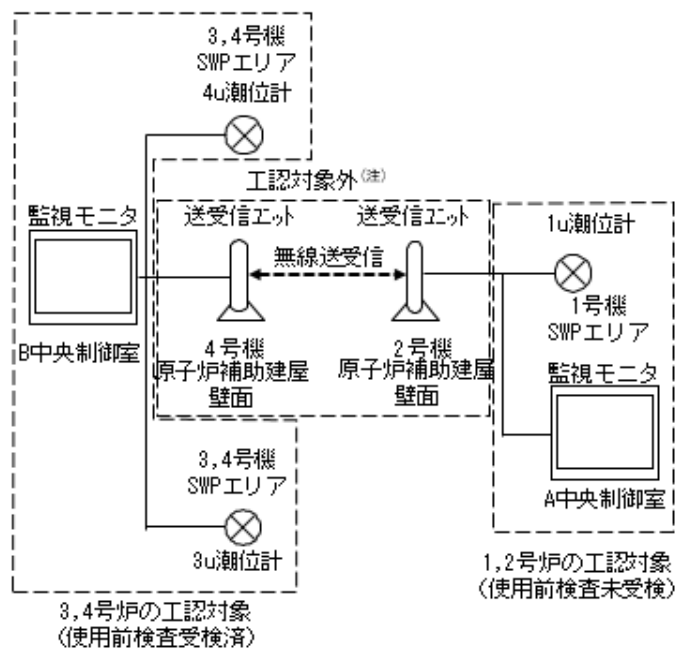 3,4号機
SWPエリア
4u潮位計
工認対象外(注)
監視モニタ
送受信ユニット
送受信ユニット
1u潮位計
無線送受信
1号機
SWPエリア
B中央制御室
4号機
原子炉補助建屋
壁面
2号機
原子炉補助建屋
壁面
監視モニタ
3,4号機
SWPエリア
A中央制御室
3u潮位計
1,2号炉の工認対象
(使用前検査未受検)
3,4号炉の工認対象
(使用前検査受検済)